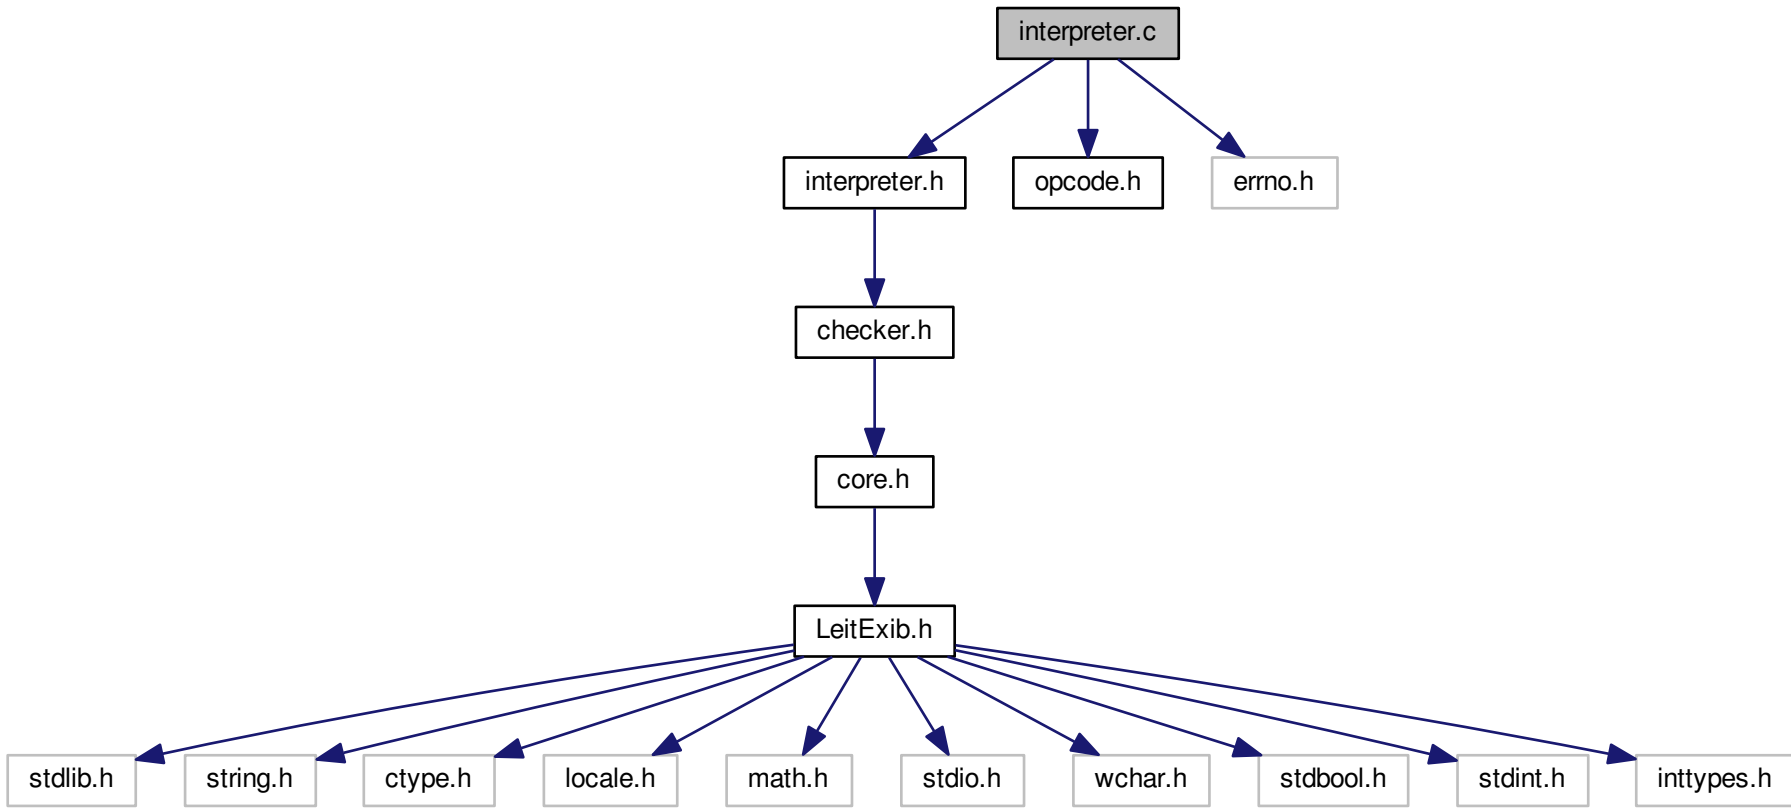 interpreter.c
interpreter.h
opcode.h
errno.h
checker.h
core.h
LeitExib.h
stdlib.h
string.h
ctype.h
locale.h
math.h
stdio.h
wchar.h
stdbool.h
stdint.h
inttypes.h